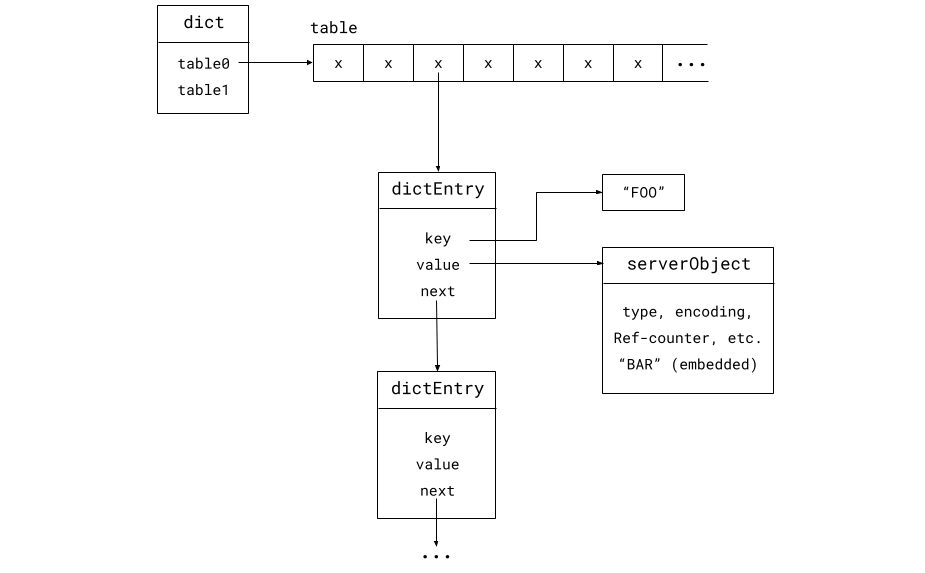 dict
table0
table1
table
x x x x x x x ...
dictEntry
key
value
next
“FOO”
serverObject
type, encoding,
Ref-counter, etc.
“BAR” (embedded)
dictEntry
key
value
next
...